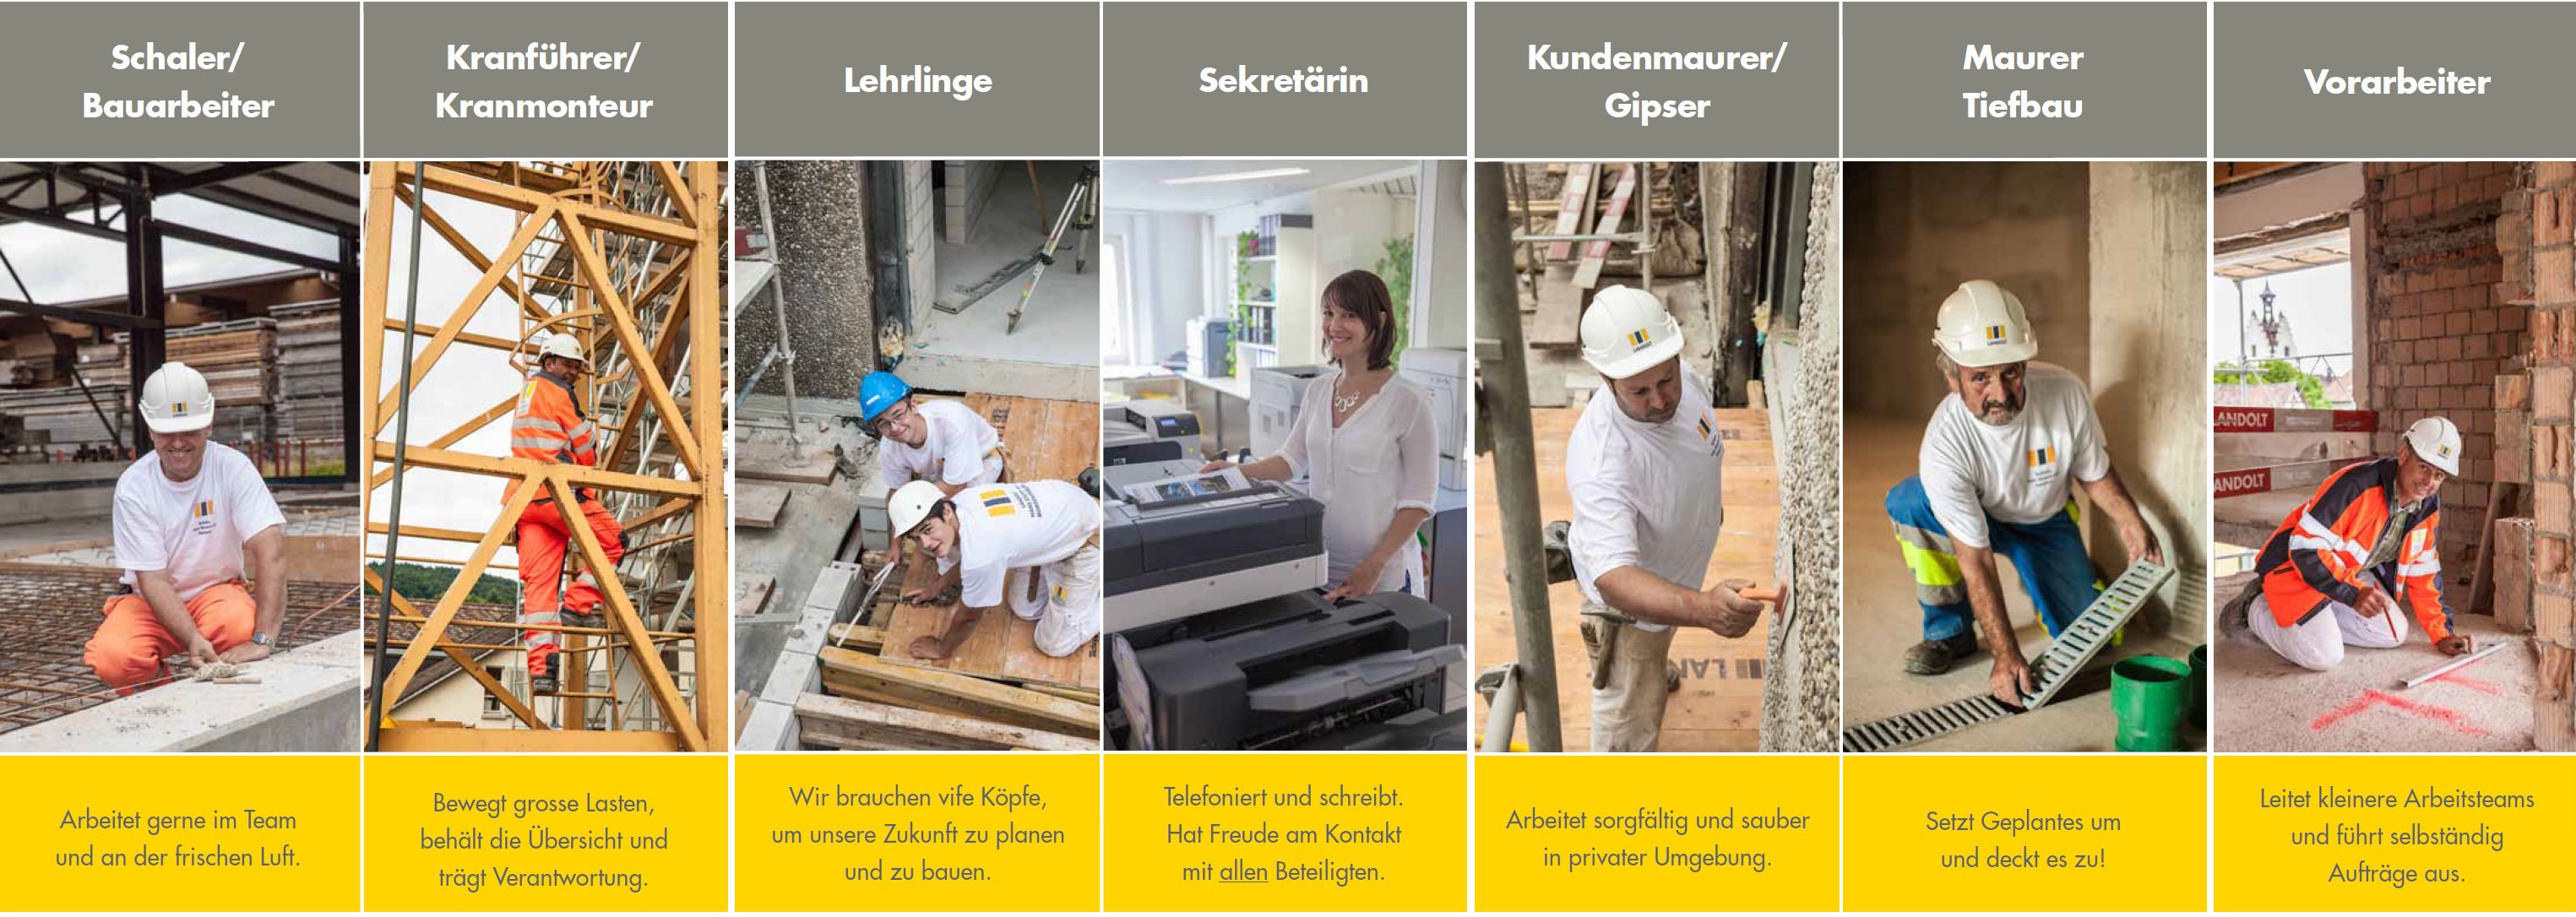 Schaler/
Bauarbeiter
Kranführer/
Kranmonteur
Lehrlinge
Sekretärin
Kundenmaurer/
Gipser
Maurer
Tiefbau
Vorarbeiter
LANDOLT
ANDOLT
LAN
Arbeitet gerne im Team
und an der frischen Luft.
Bewegt grosse Lasten,
behält die Übersicht und
trägt Verantwortung.
Wir brauchen vife Köpfe,
um unsere Zukunft zu planen
und zu bauen.
Telefoniert und schreibt.
Hat Freude am Kontakt
mit allen Beteiligten.
Arbeitet sorgfältig und sauber
in privater Umgebung.
Setzt Geplantes um
und deckt es zu!
Leitet kleinere Arbeitsteams
und führt selbständig
Aufträge aus.